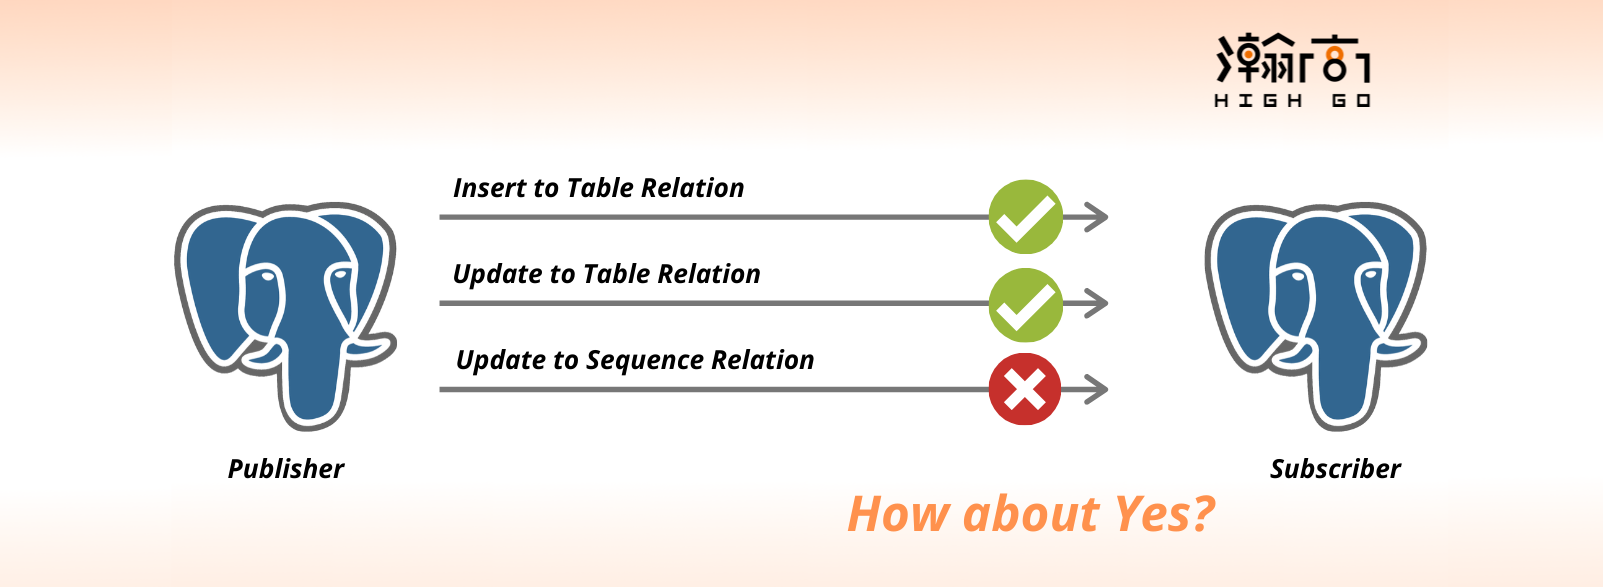 瀚高
HIGH GO
Insert to Table Relation
Update to Table Relation
Update to Sequence Relation
Publisher
Subscriber
How about Yes?